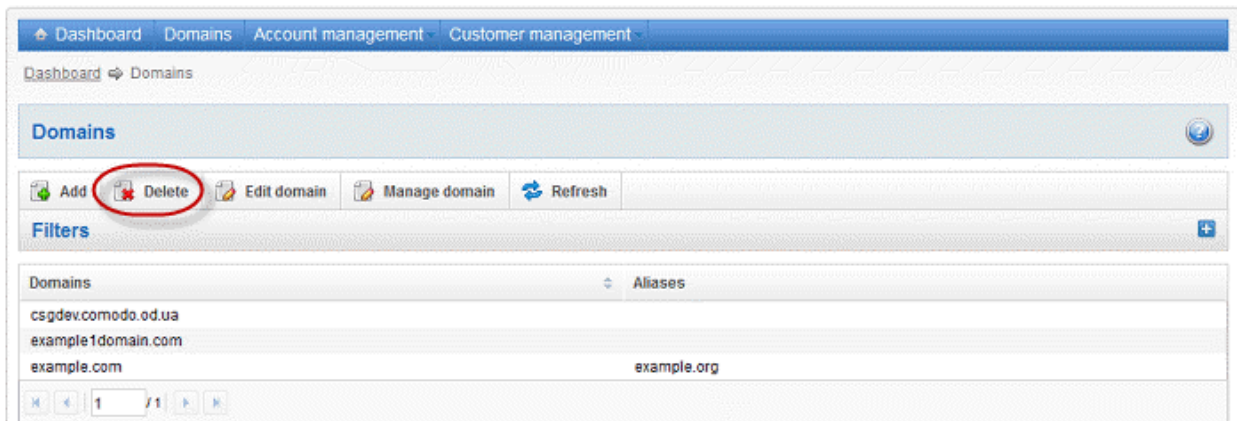 Dashboard Domains Account management Customer management
Dashboard ⇨ Domains
Domains
Add Delete Edit domain Manage domain Refresh
Filters
Domains Aliases
csgdev.comodo.od.ua
example1domain.com
example.com example.org
1 / 1